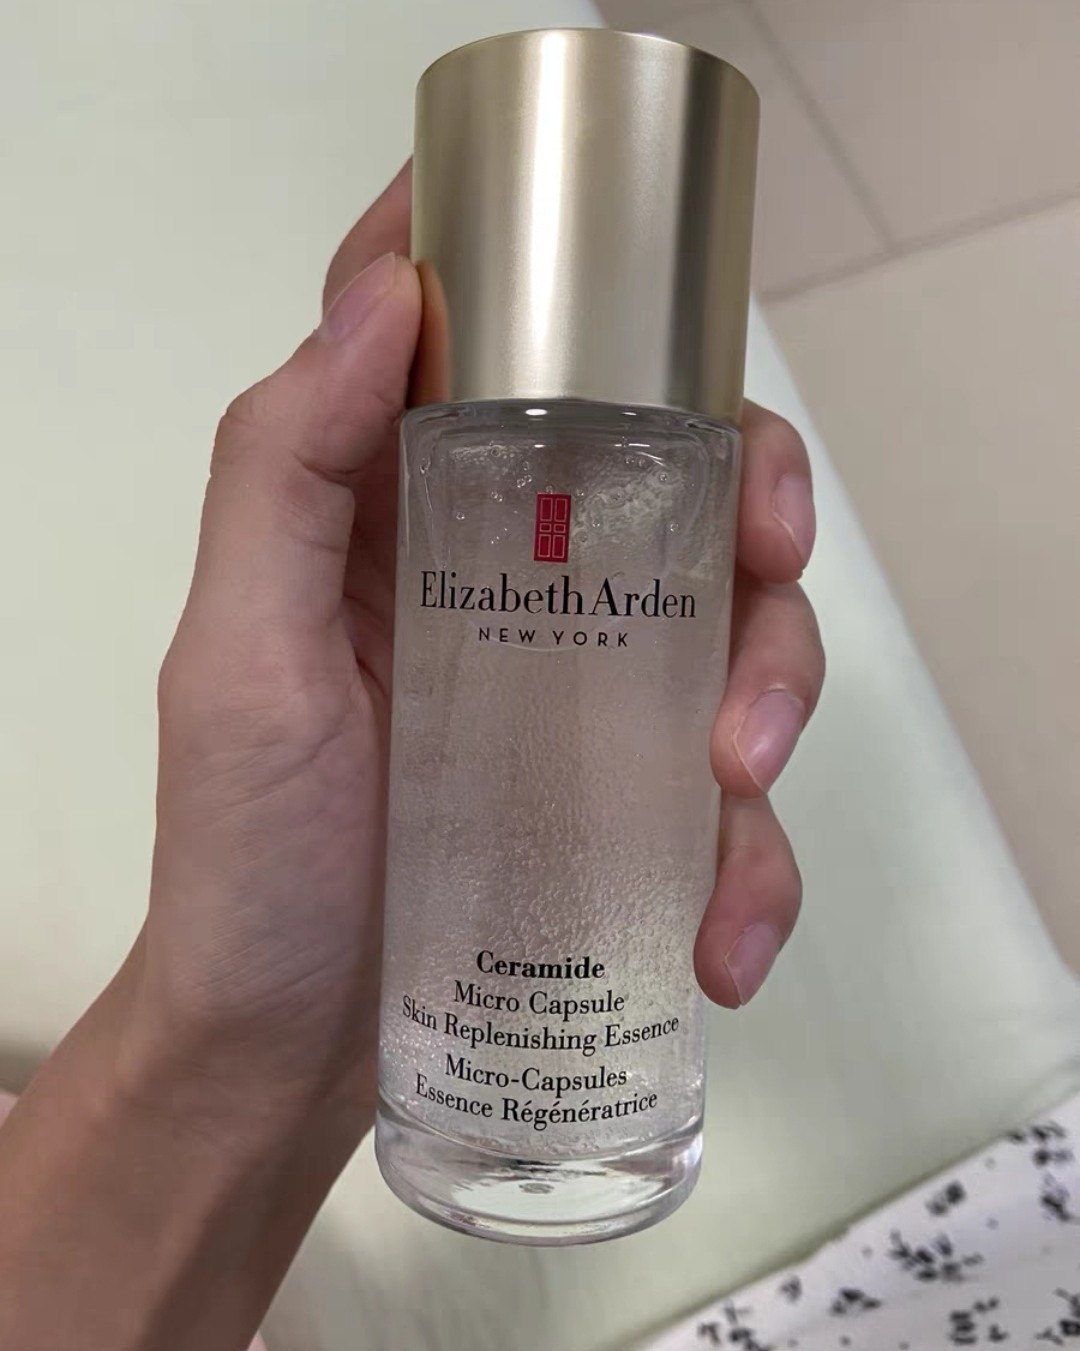 Elizabeth Arden
NEW YORK
Ceramide
Micro Capsule
Skin Replenishing Essence
Micro-Capsules
Essence Régénératrice